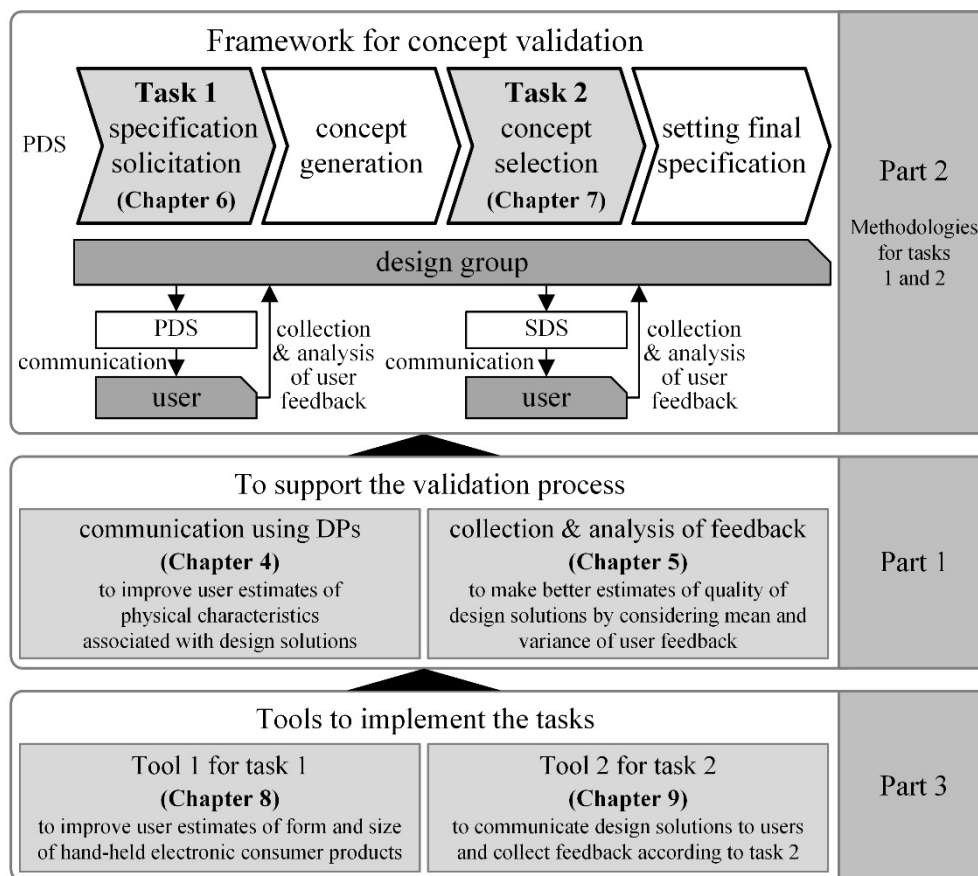 Framework for concept validation
PDS
Task 1
specification
solicitation
(Chapter 6)
concept
generation
Task 2
concept
selection
(Chapter 7)
setting final
specification
design group
PDS
communication
user
collection
& analysis
of user
feedback
SDS
communication
user
collection
& analysis
of user
feedback
Part 2
Methodologies
for tasks
1 and 2
To support the validation process
communication using DPs
(Chapter 4)
to improve user estimates of
physical characteristics
associated with design solutions
collection & analysis of feedback
(Chapter 5)
to make better estimates of quality of
design solutions by considering mean and
variance of user feedback
Part 1
Tools to implement the tasks
Tool 1 for task 1
(Chapter 8)
to improve user estimates of form and size
of hand-held electronic consumer products
Tool 2 for task 2
(Chapter 9)
to communicate design solutions to users
and collect feedback according to task 2
Part 3